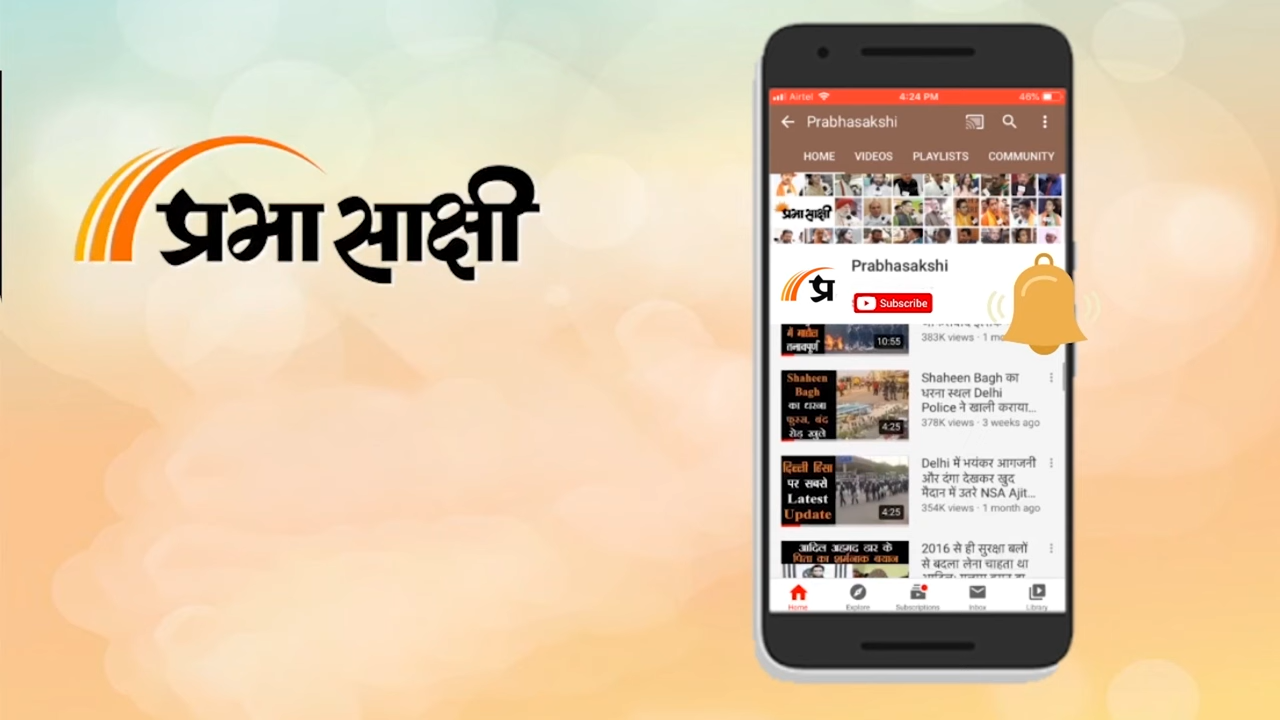 प्रभासाक्षी
Airtel
4:24 PM
46%
Prabhasakshi
HOME
VIDEOS
PLAYLISTS
COMMUNITY
प्रभासाक्षी
Prabhasakshi
प्र
Subscribe
में माहौल
तनावपूर्ण
10:55
383K views
Shaheen
Bagh
का धरना
रोड खुले
4:25
Shaheen Bagh का
धरना स्थल Delhi
Police ने खाली कराया...
378K views · 3 weeks ago
दिल्ली हिंसा
पर सबसे
Latest
Update
4:25
Delhi में भयंकर आगजनी
और दंगा देखकर खुद
मैदान में उतरे NSA Ajit...
354K views · 1 month ago
आदिल अहमद डार के
पिता का शर्मनाक बयान
2016 से ही सुरक्षा बलों
से बदला लेना चाहता था
Home
Explore
Subscriptions
Inbox
Library